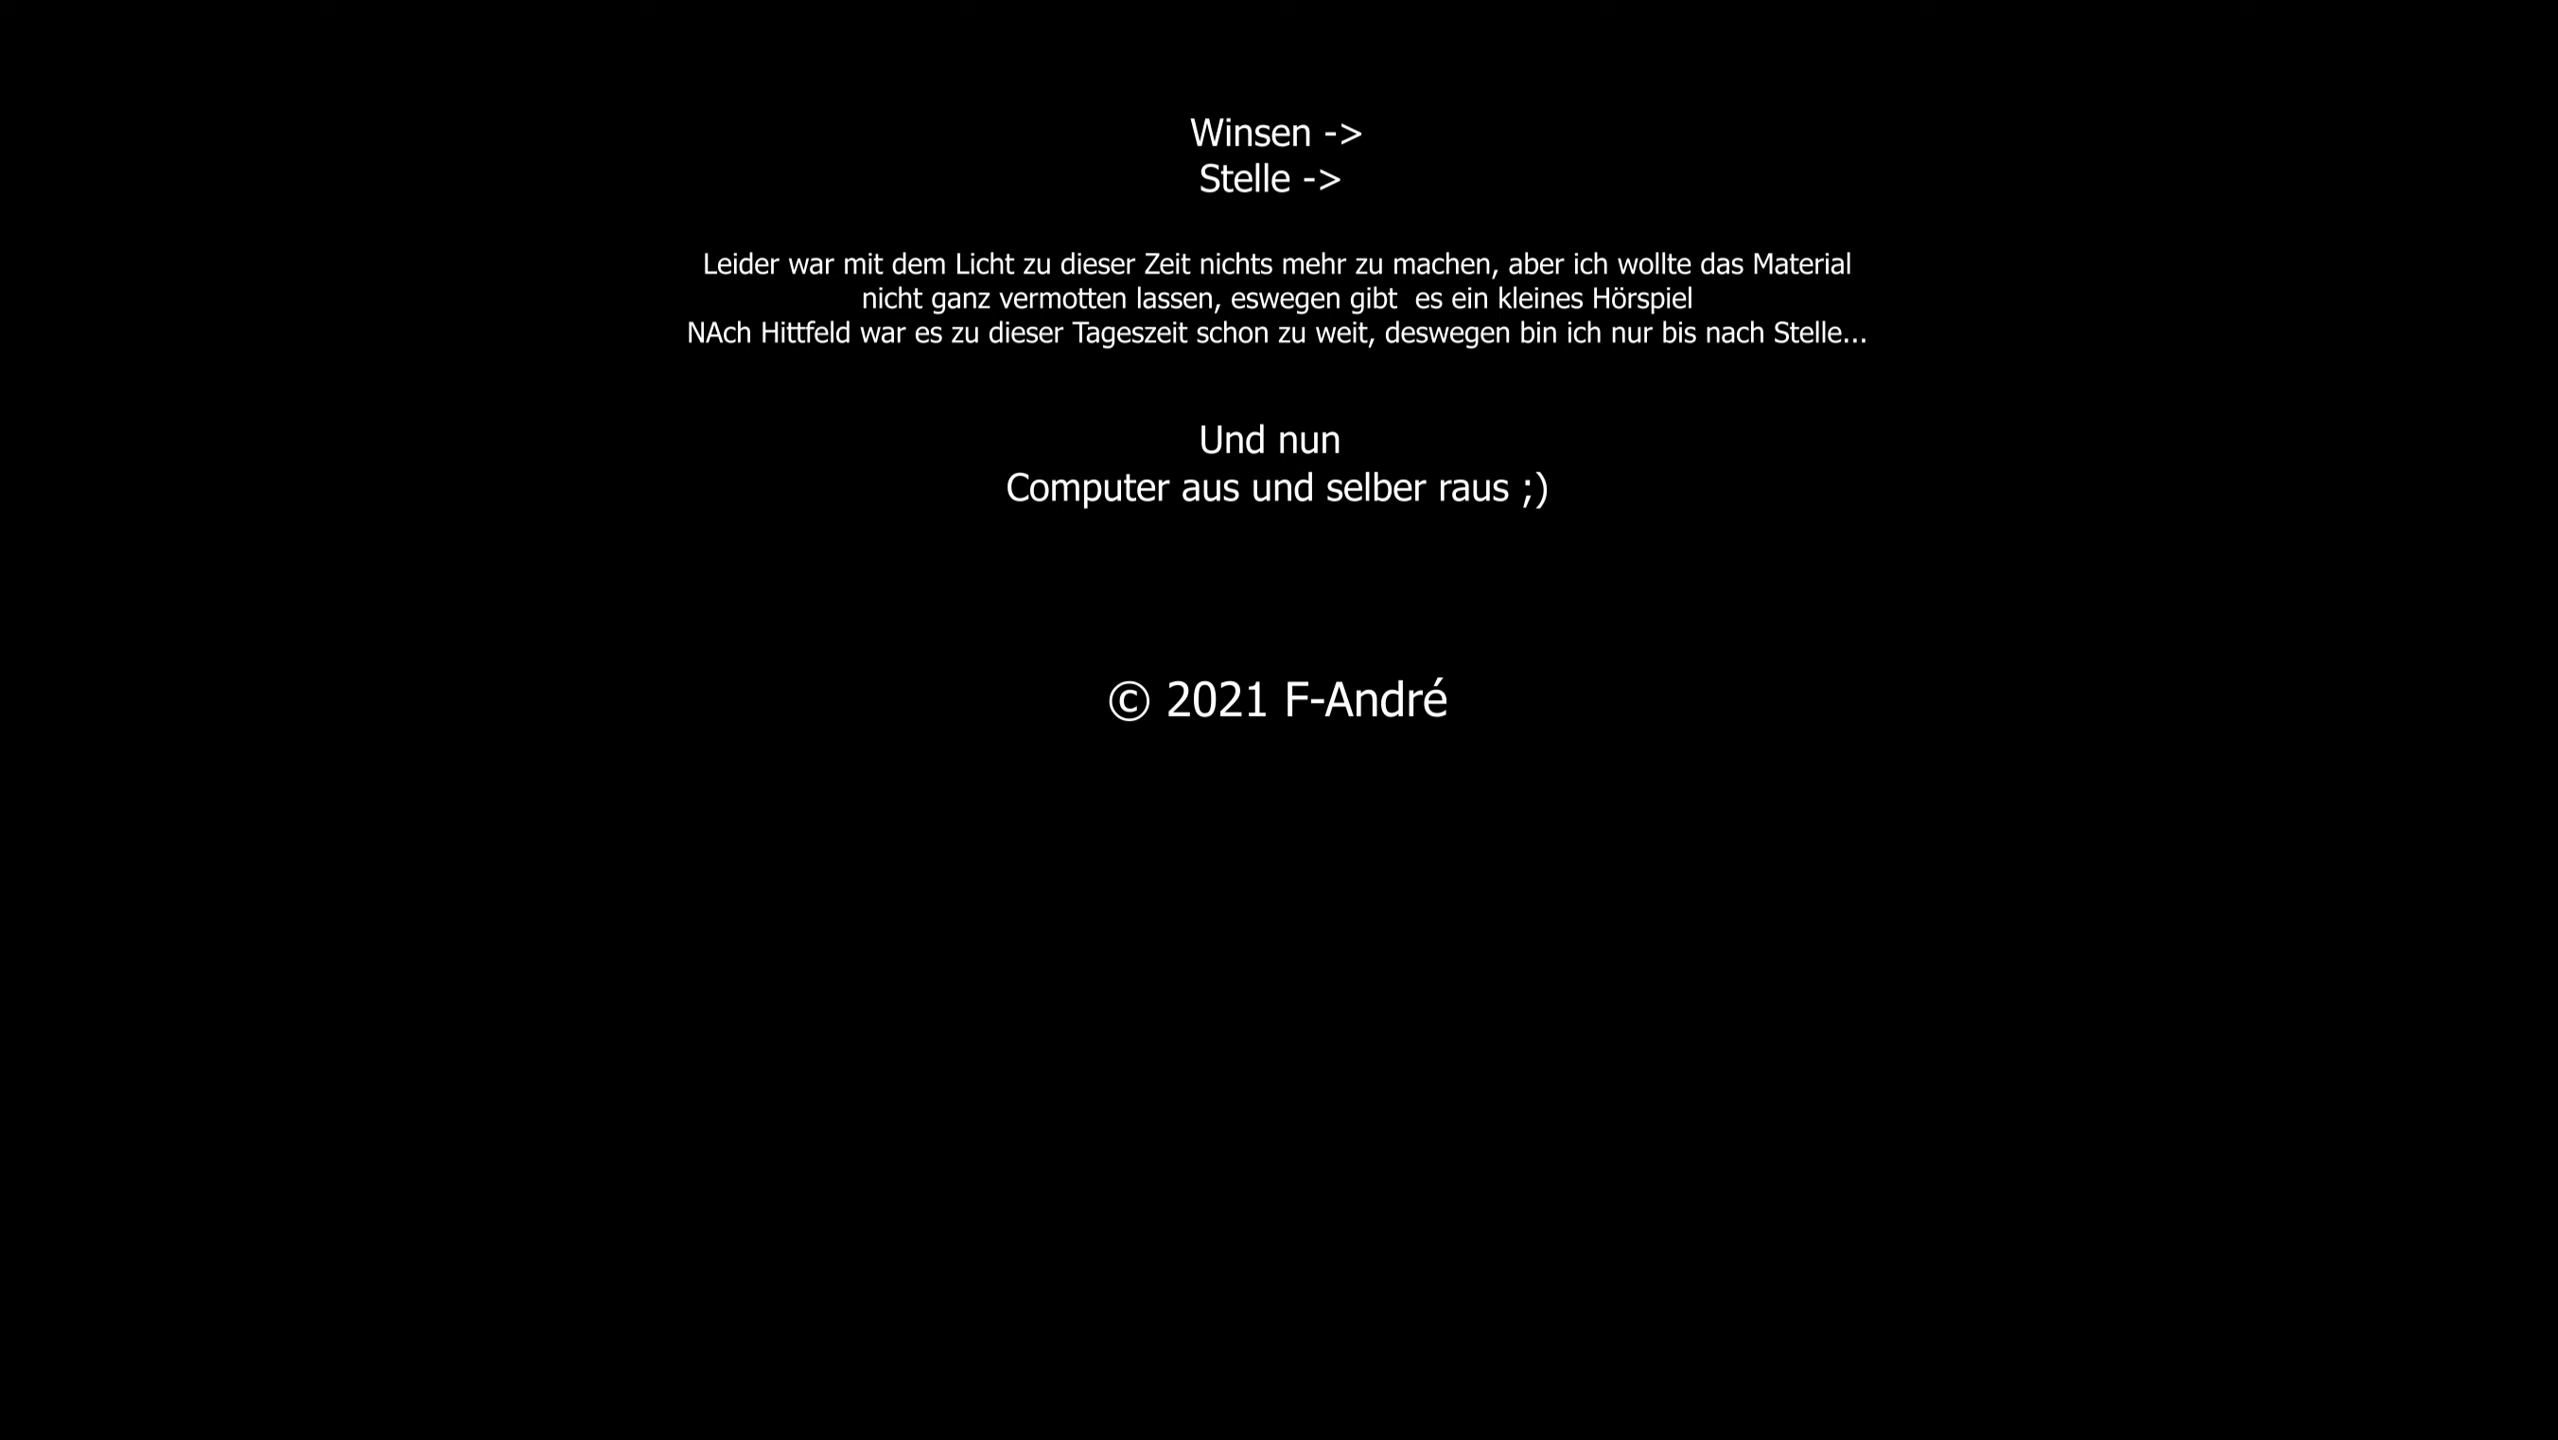 Winsen ->
Stelle ->
Leider war mit dem Licht zu dieser Zeit nichts mehr zu machen, aber ich wollte das Material
nicht ganz vermotten lassen, eswegen gibt  es ein kleines Hörspiel
NAch Hittfeld war es zu dieser Tageszeit schon zu weit, deswegen bin ich nur bis nach Stelle...
Und nun
Computer aus und selber raus ;)
© 2021 F-André